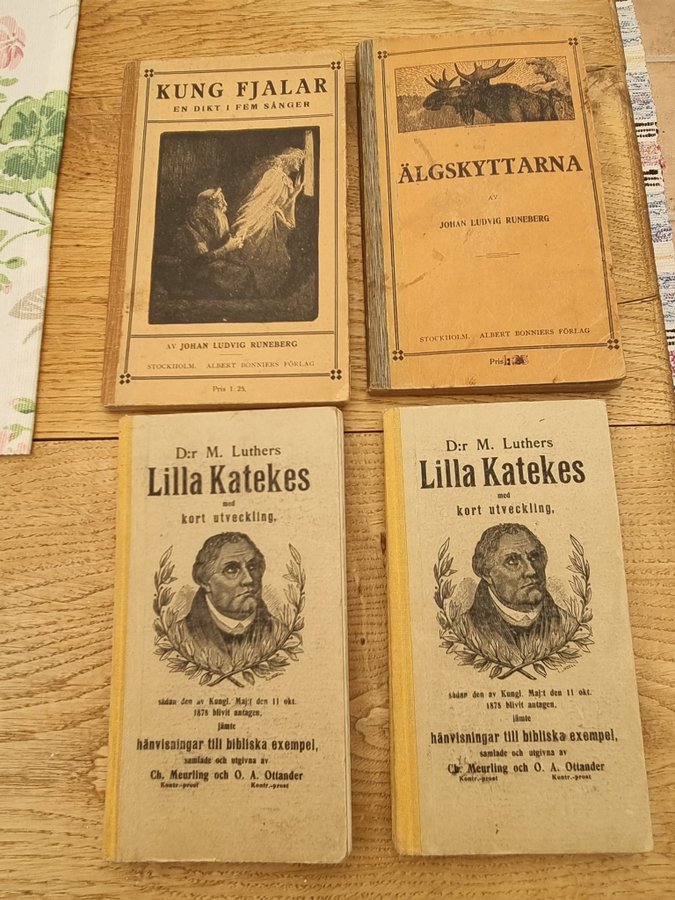 KUNG FJALAR
EN DIKT I FEM SÅNGER
AV JOHAN LUDVIG RUNEBERG
STOCKHOLM. ALBERT BONNIERS FÖRLAG
Pris 1: 25.
ÄLGSKYTTARNA
AV
JOHAN LUDVIG RUNEBERG
STOCKHOLM. ALBERT BONNIERS FÖRLAG
Pris
D:r M. Luthers
Lilla Katekes
med
kort utveckling,
sådan den av Kungl. Maj:t den 11 okt.
1878 blivit antagen,
jämte
hänvisningar till bibliska exempel,
samlade och utgivna av
Ch. Meurling och O. A. Ottander
Kontr.-prost Kontr.-prost
D:r M. Luthers
Lilla Katekes
med
kort utveckling,
sådan den av Kungl. Maj:t den 11 okt.
1878 blivit antagen,
jämte
hänvisningar till bibliska exempel,
samlade och utgivna av
Ch. Meurling och O. A. Ottander
Kontr.-prost Kontr.-prost